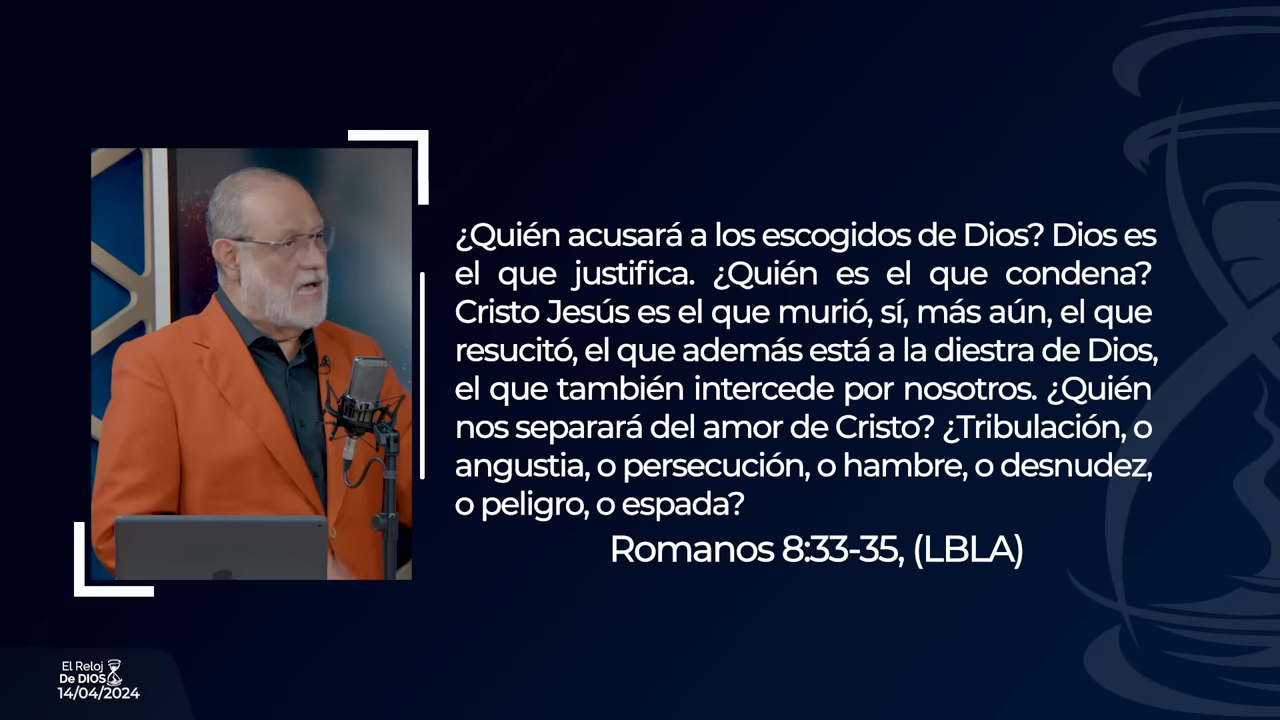 ¿Quién acusará a los escogidos de Dios? Dios es
el que justifica. ¿Quién es el que condena?
Cristo Jesús es el que murió, sí, más aún, el que
resucitó, el que además está a la diestra de Dios,
el que también intercede por nosotros. ¿Quién
nos separará del amor de Cristo? ¿Tribulación, o
angustia, o persecución, o hambre, o desnudez,
o peligro, o espada?
Romanos 8:33-35, (LBLA)
El Reloj
De DIOS
14/04/2024